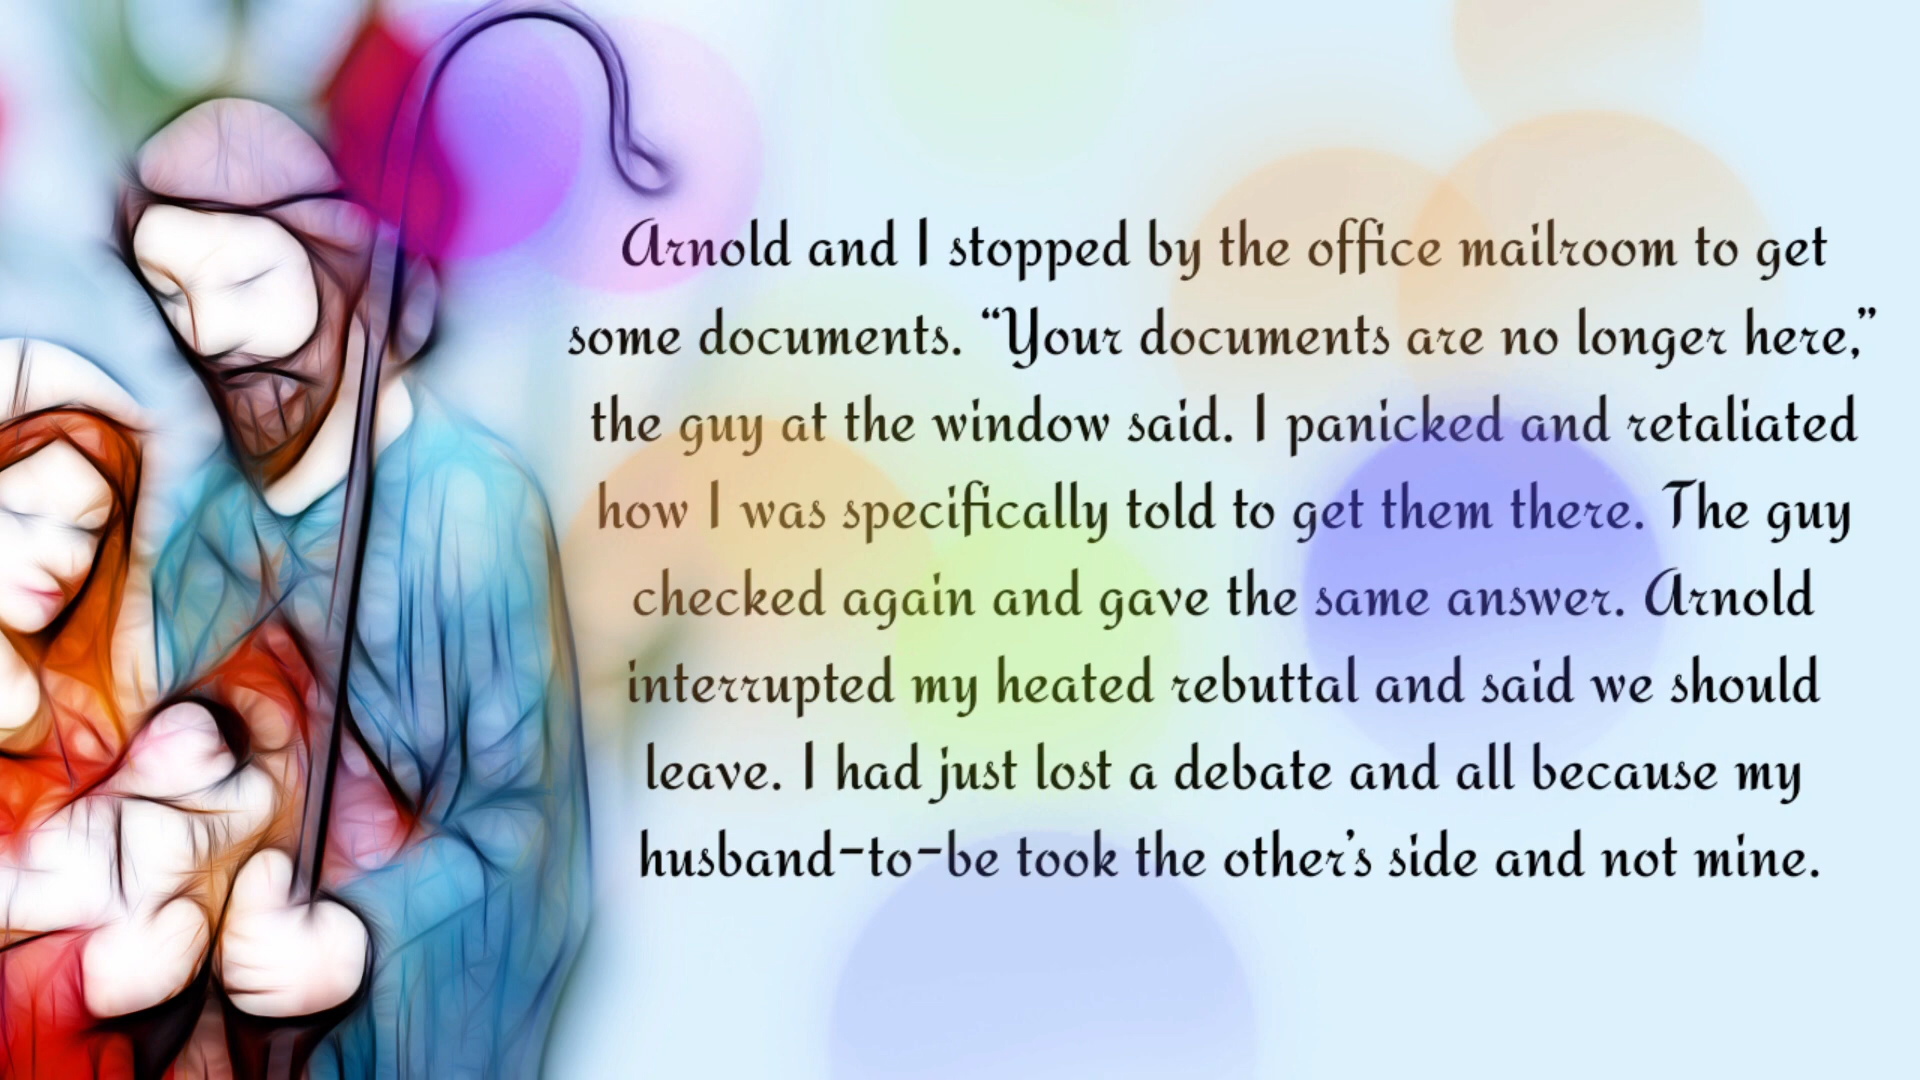 Arnold and I stopped by the office mailroom to get
some documents. “Your documents are no longer here,”
the guy at the window said. I panicked and retaliated
how I was specifically told to get them there. The guy
checked again and gave the same answer. Arnold
interrupted my heated rebuttal and said we should
leave. I had just lost a debate and all because my
husband-to-be took the other’s side and not mine.